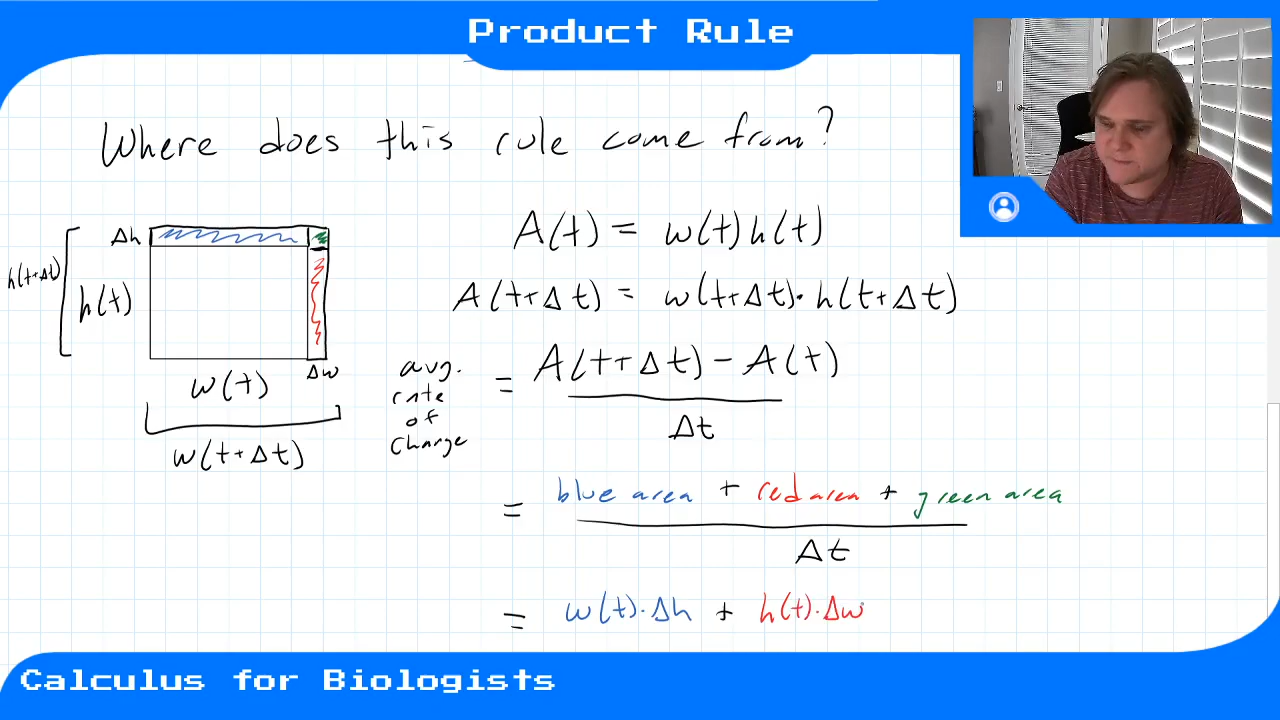 Product Rule
Where does this rule come from?
Δh
h(t+Δt)
h(t)
w(t)
Δw
w(t+Δt)
A(t) = w(t)h(t)
A(t+Δt) = w(t+Δt)·h(t+Δt)
avg.
rate
of
change
= A(t+Δt) - A(t)
Δt
= blue area + red area + green area
Δt
= w(t)·Δh + h(t)·Δw
Calculus for Biologists